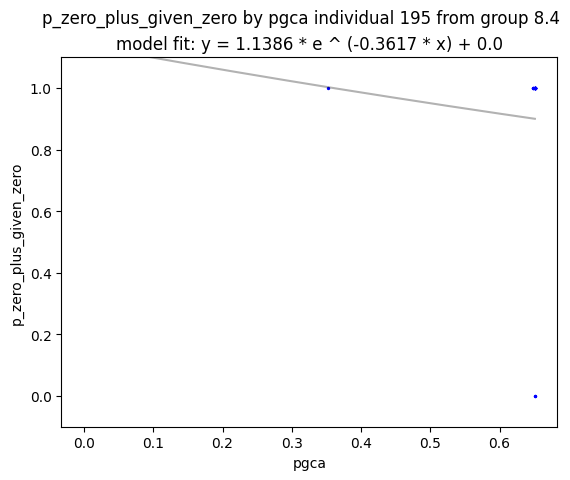 p_zero_plus_given_zero by pgca individual 195 from group 8.4
model fit: y = 1.1386 * e ^ (-0.3617 * x) + 0.0
1.0
0.8
0.6
0.4
0.2
0.0
p_zero_plus_given_zero
0.0 0.1 0.2 0.3 0.4 0.5 0.6
pgca